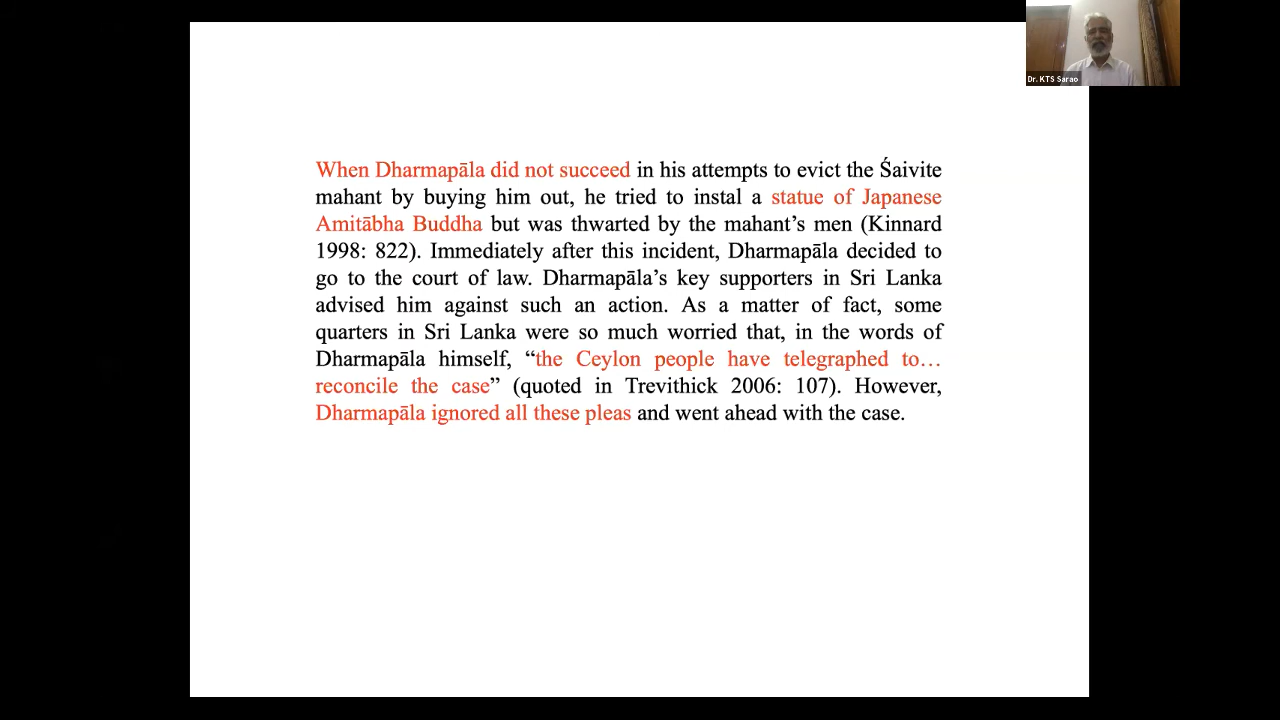 Dr. KTS Sarao
When Dharmapāla did not succeed in his attempts to evict the Śaivite
mahant by buying him out, he tried to instal a statue of Japanese
Amitābha Buddha but was thwarted by the mahant’s men (Kinnard
1998: 822). Immediately after this incident, Dharmapāla decided to
go to the court of law. Dharmapāla’s key supporters in Sri Lanka
advised him against such an action. As a matter of fact, some
quarters in Sri Lanka were so much worried that, in the words of
Dharmapāla himself, “the Ceylon people have telegraphed to…
reconcile the case” (quoted in Trevithick 2006: 107). However,
Dharmapāla ignored all these pleas and went ahead with the case.